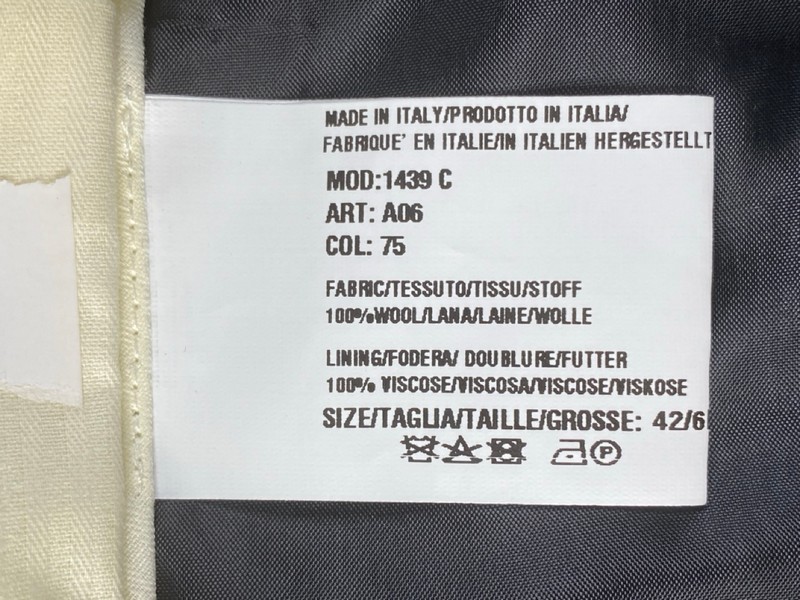 MADE IN ITALY/PRODOTTO IN ITALIA/
FABRIQUE' EN ITALIE/IN ITALIEN HERGESTELLT
MOD:1439 C
ART: A06
COL: 75
FABRIC/TESSUTO/TISSU/STOFF
100%WOOL/LANA/LAINE/WOLLE
LINING/FODERA/ DOUBLURE/FUTTER
100% VISCOSE/VISCOSA/VISCOSE/VISKOSE
SIZE/TAGLIA/TAILLE/GROSSE: 42/6
P